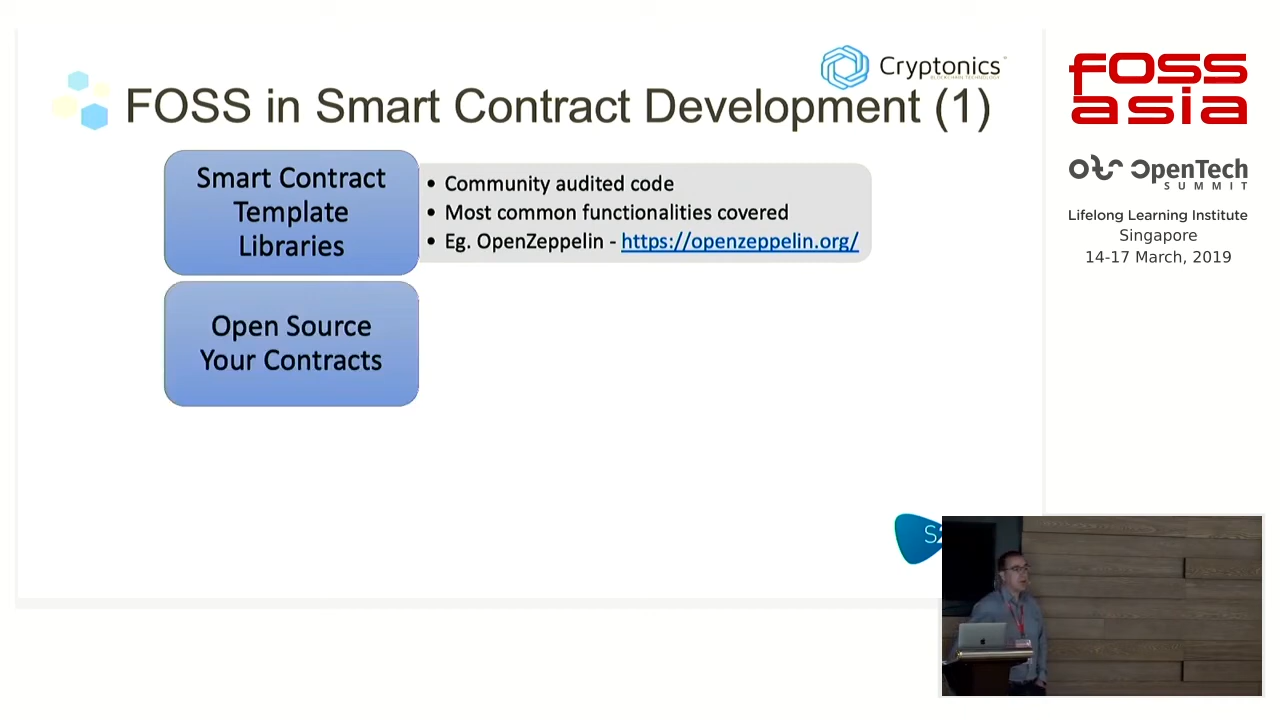 Cryptonics
FOSS in Smart Contract Development (1)
Smart Contract
Template
Libraries
• Community audited code
• Most common functionalities covered
• Eg. OpenZeppelin - https://openzeppelin.org/
Open Source
Your Contracts
FOSS
asia
OpenTech
SUMMIT
Lifelong Learning Institute
Singapore
14-17 March, 2019